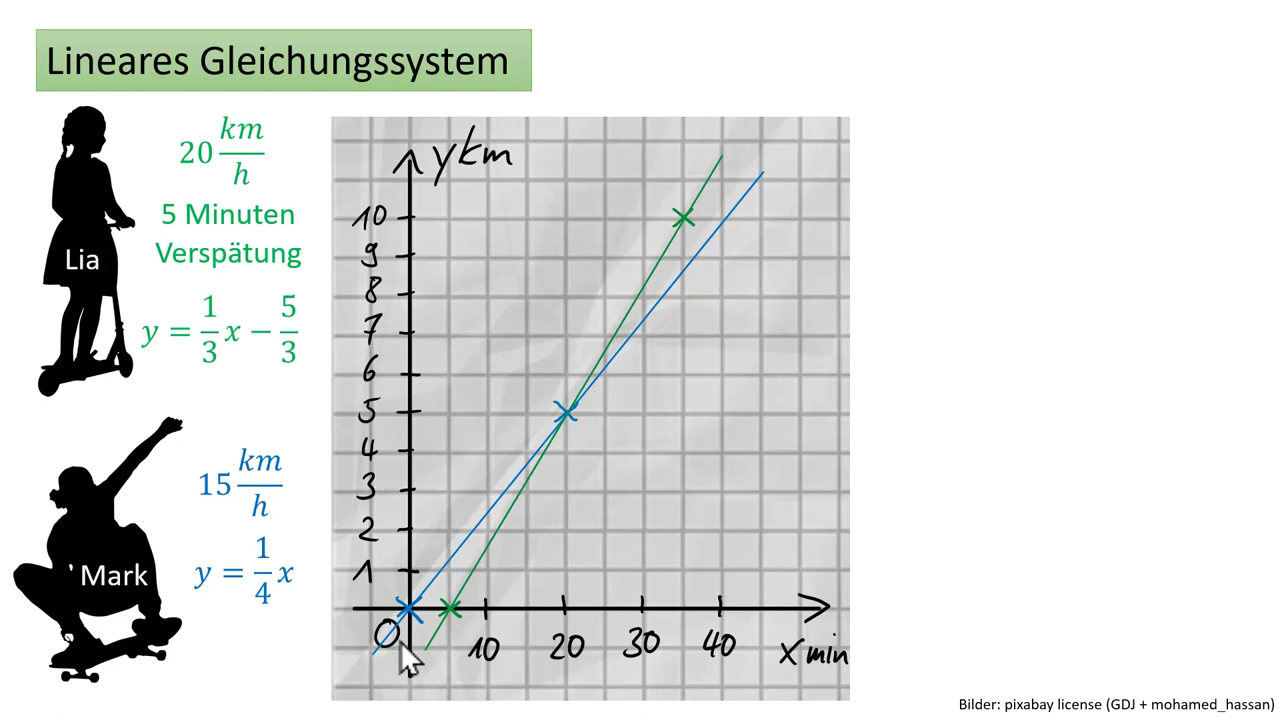 Lineares Gleichungssystem
20 km/h
5 Minuten
Verspätung
Lia
y = 1/3 x − 5/3
15 km/h
y = 1/4 x
Mark
y km
10
9
8
7
6
5
4
3
2
1
0
10 20 30 40 x min
Bilder: pixabay license (GDJ + mohamed_hassan)